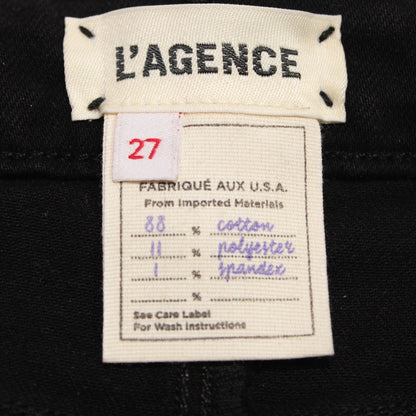 L'AGENCE
27
FABRIQUÉ AUX U.S.A.
From Imported Materials
88 % cotton
11 % polyester
1 % spandex
%
See Care Label
For Wash Instructions